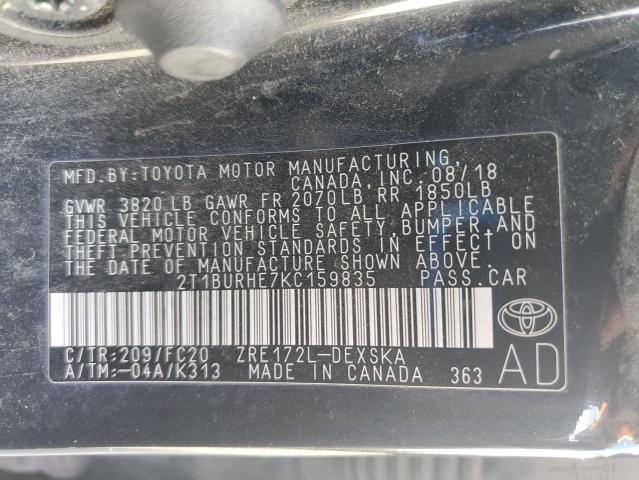 MFD.BY:TOYOTA MOTOR MANUFACTURING,
CANADA, INC. 08/18
GVWR 3820 LB GAWR FR 2070LB RR 1850LB
THIS VEHICLE CONFORMS TO ALL APPLICABLE
FEDERAL MOTOR VEHICLE SAFETY, BUMPER, AND
THEFT PREVENTION STANDARDS IN EFFECT ON
THE DATE OF MANUFACTURE SHOWN ABOVE.
2T1BURHE7KC159835 PASS.CAR
C/TR:209/FC20 ZRE172L-DEXSKA
A/TM:-04A/K313 MADE IN CANADA 363
AD